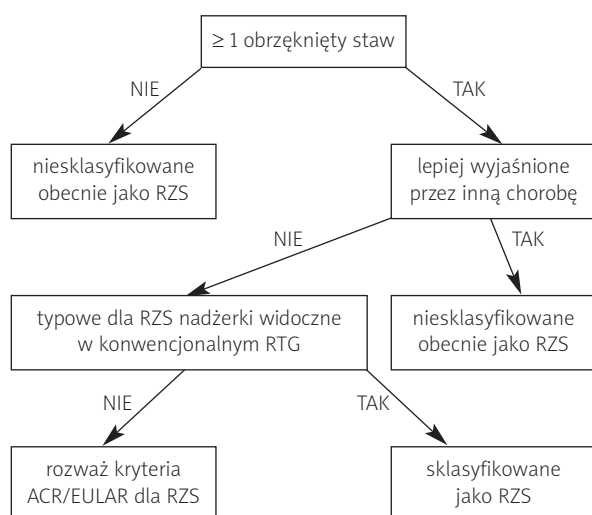 ≥ 1 obrzęknięty staw
NIE
TAK
niesklasyfikowane
obecnie jako RZS
lepiej wyjaśnione
przez inną chorobę
NIE
TAK
typowe dla RZS nadżerki widoczne
w konwencjonalnym RTG
niesklasyfikowane
obecnie jako RZS
NIE
TAK
rozważ kryteria
ACR/EULAR dla RZS
sklasyfikowane
jako RZS